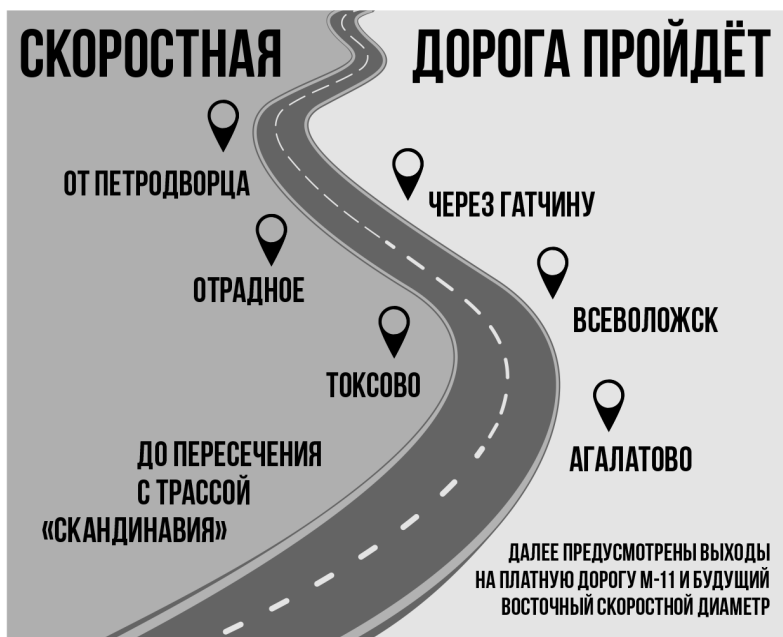 СКОРОСТНАЯ ДОРОГА ПРОЙДЁТ
ОТ ПЕТРОДВОРЦА
ЧЕРЕЗ ГАТЧИНУ
ОТРАДНОЕ
ВСЕВОЛОЖСК
ТОКСОВО
АГАЛАТОВО
ДО ПЕРЕСЕЧЕНИЯ
С ТРАССОЙ
«СКАНДИНАВИЯ»
ДАЛЕЕ ПРЕДУСМОТРЕНЫ ВЫХОДЫ
НА ПЛАТНУЮ ДОРОГУ М-11 И БУДУЩИЙ
ВОСТОЧНЫЙ СКОРОСТНОЙ ДИАМЕТР